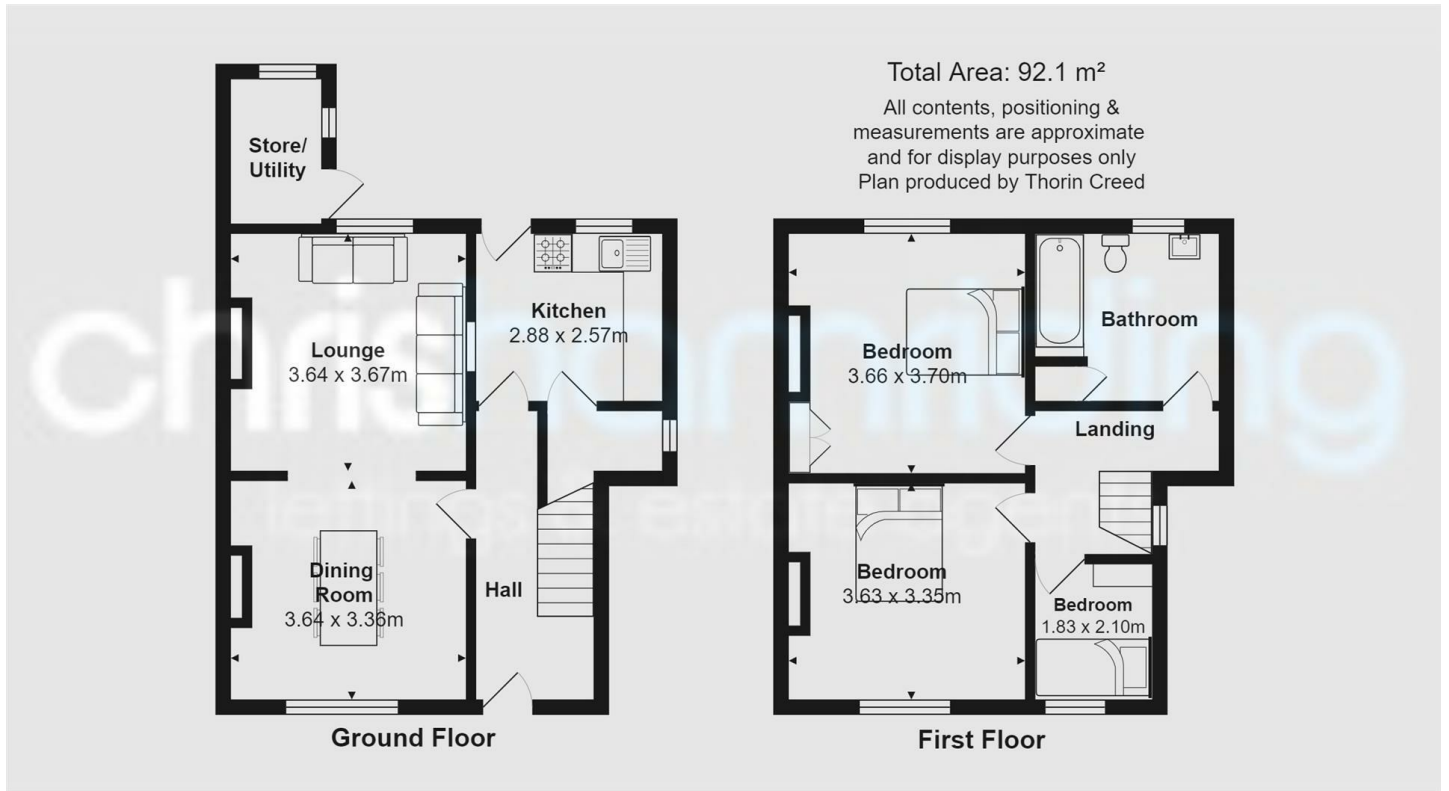 Total Area: 92.1 m²
All contents, positioning &
measurements are approximate
and for display purposes only
Plan produced by Thorin Creed
Store/
Utility
Lounge
3.64 x 3.67m
Kitchen
2.88 x 2.57m
Dining
Room
3.64 x 3.36m
Hall
Ground Floor
Bedroom
3.66 x 3.70m
Bathroom
Landing
Bedroom
3.63 x 3.35m
Bedroom
1.83 x 2.10m
First Floor
lettings & estate agents